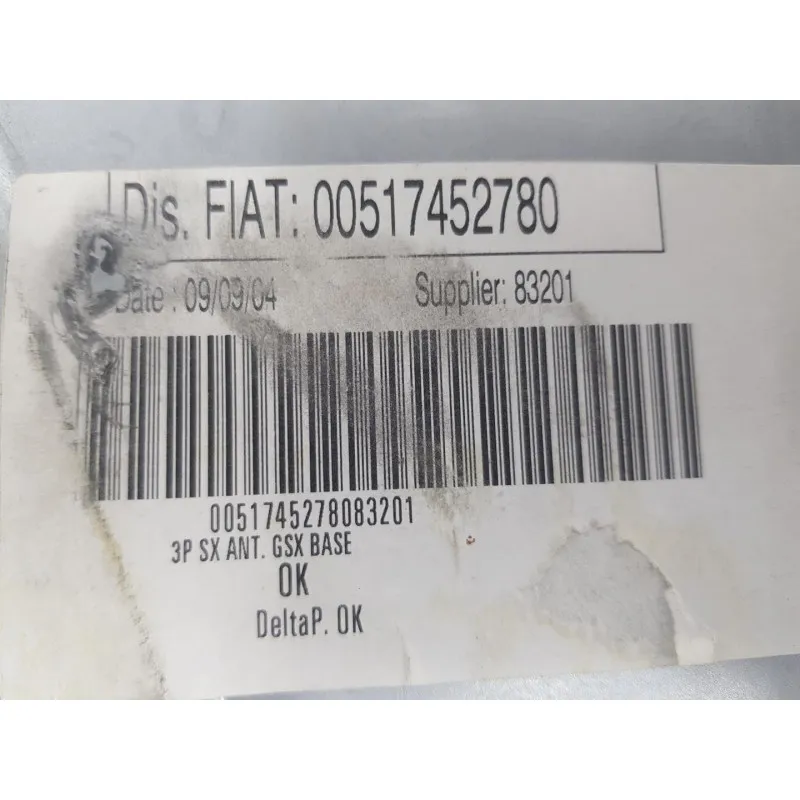 Dis. FIAT: 00517452780
Date : 09/09/04 Supplier: 83201
0051745278083201
3P SX ANT. GSX BASE
OK
DeltaP. OK